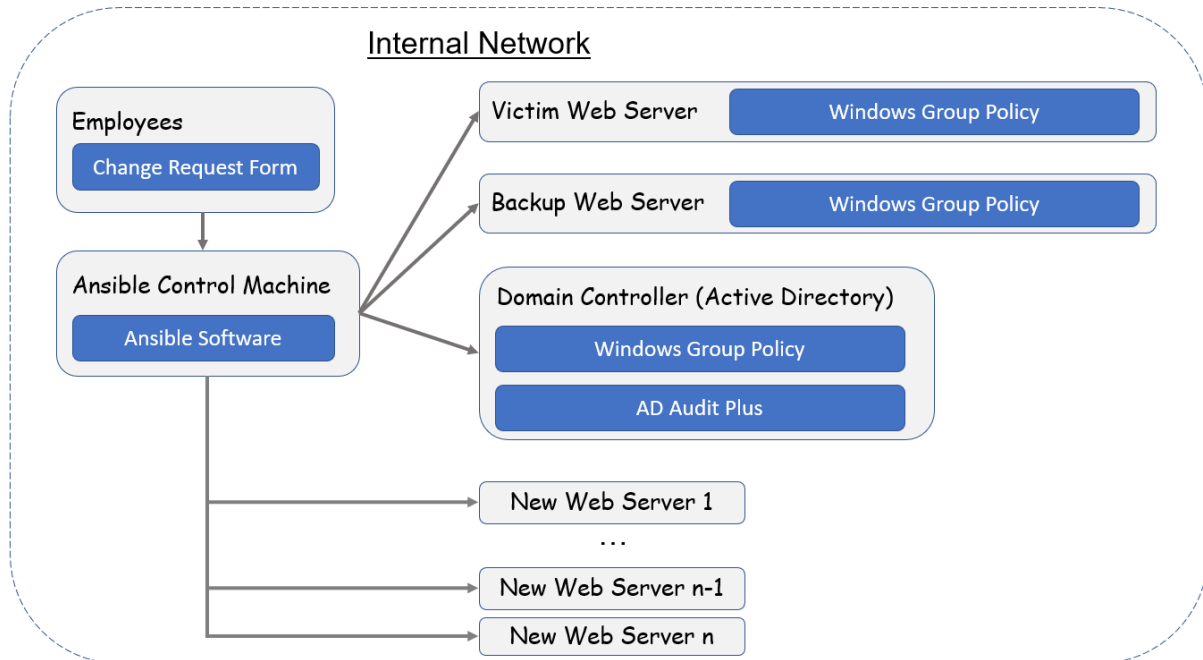 Internal Network
Employees
Change Request Form
Ansible Control Machine
Ansible Software
Victim Web Server
Windows Group Policy
Backup Web Server
Windows Group Policy
Domain Controller (Active Directory)
Windows Group Policy
AD Audit Plus
New Web Server 1
...
New Web Server n-1
New Web Server n